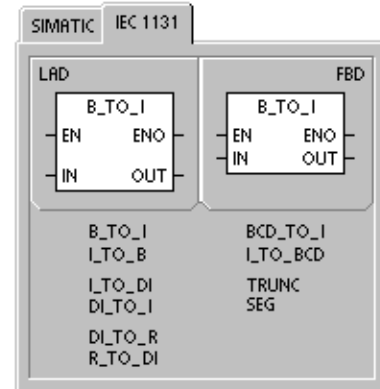 SIMATIC IEC 1131
LAD FBD
B_TO_I B_TO_I
EN ENO EN ENO
IN OUT IN OUT
B_TO_I BCD_TO_I
I_TO_B I_TO_BCD
I_TO_DI TRUNC
DI_TO_I SEG
DI_TO_R
R_TO_DI